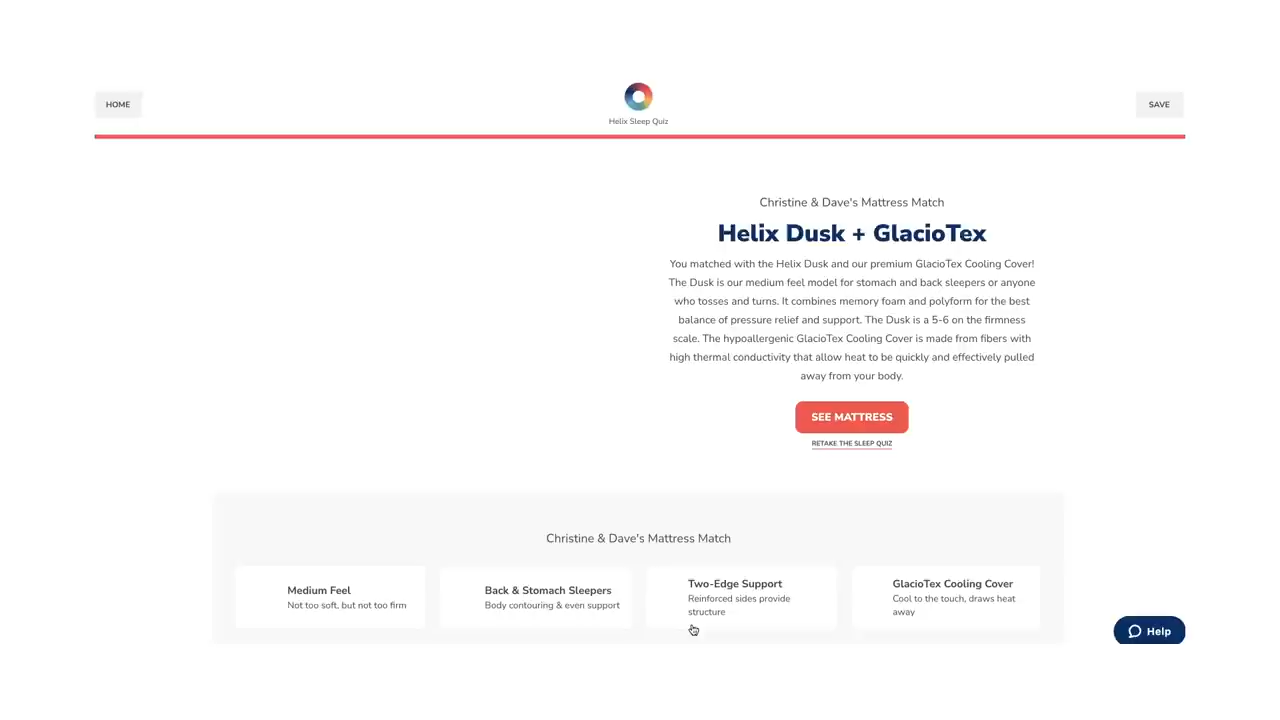 HOME
Helix Sleep Quiz
SAVE
Christine & Dave's Mattress Match
Helix Dusk + GlacioTex
You matched with the Helix Dusk and our premium GlacioTex Cooling Cover!
The Dusk is our medium feel model for stomach and back sleepers or anyone
who tosses and turns. It combines memory foam and polyform for the best
balance of pressure relief and support. The Dusk is a 5-6 on the firmness
scale. The hypoallergenic GlacioTex Cooling Cover is made from fibers with
high thermal conductivity that allow heat to be quickly and effectively pulled
away from your body.
SEE MATTRESS
RETAKE THE SLEEP QUIZ
Christine & Dave's Mattress Match
Medium Feel
Not too soft, but not too firm
Back & Stomach Sleepers
Body contouring & even support
Two-Edge Support
Reinforced sides provide
structure
GlacioTex Cooling Cover
Cool to the touch, draws heat
away
Help